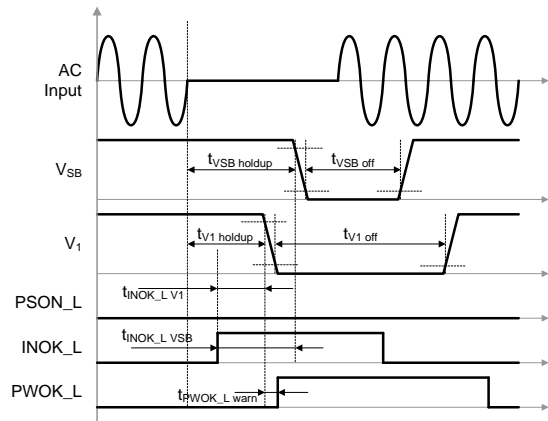 AC
Input
VSB
tVSB holdup
tVSB off
V1
tV1 holdup
tV1 off
PSON_L
tINOK_L V1
INOK_L
tINOK_L VSB
PWOK_L
tPWOK_L warn